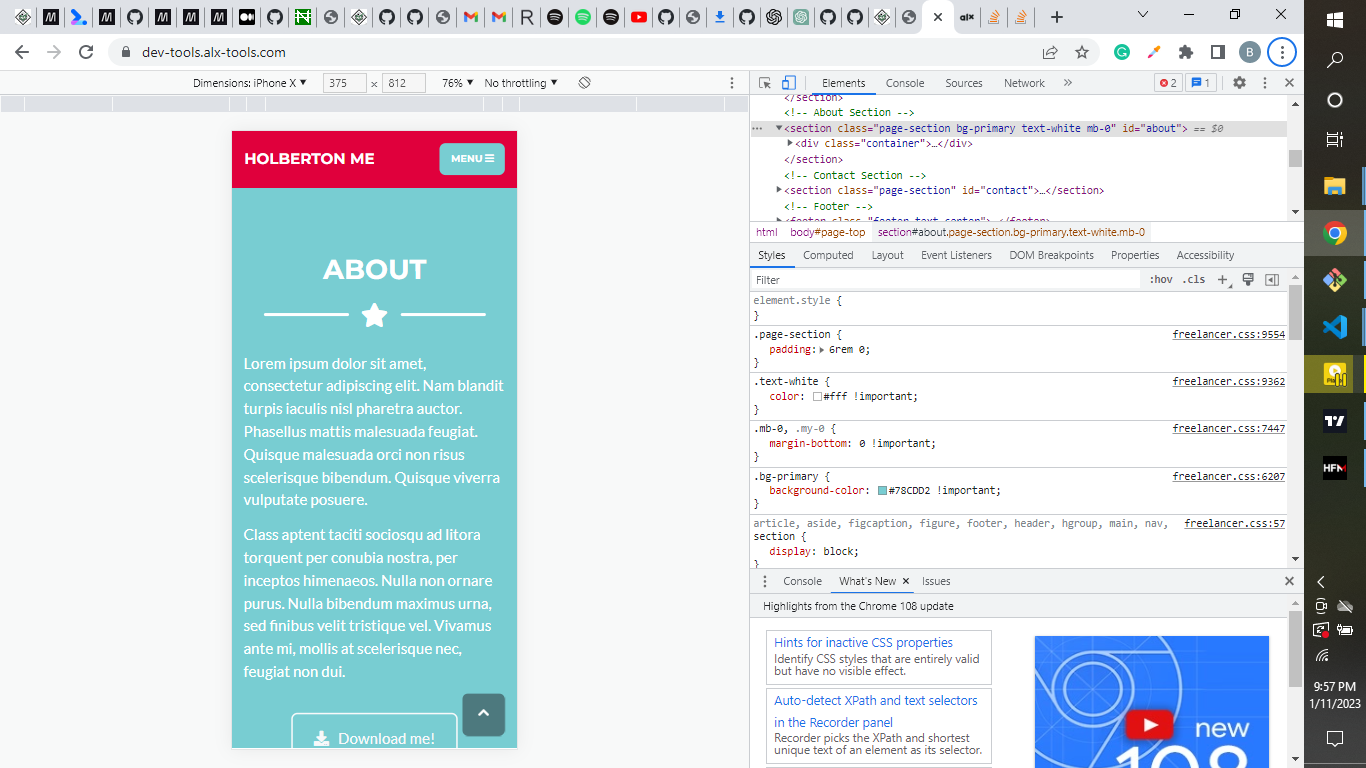 dev-tools.alx-tools.com
B
Dimensions: iPhone X ▼ 375 × 812 76% ▼ No throttling ▼
Elements Console Sources Network » 2 1
HOLBERTON ME
MENU
ABOUT
Lorem ipsum dolor sit amet,
consectetur adipiscing elit. Nam blandit
turpis iaculis nisl pharetra auctor.
Phasellus mattis malesuada feugiat.
Quisque malesuada orci non risus
scelerisque bibendum. Quisque viverra
vulputate posuere.
Class aptent taciti sociosqu ad litora
torquent per conubia nostra, per
inceptos himenaeos. Nulla non ornare
purus. Nulla bibendum maximus urna,
sed finibus velit tristique vel. Vivamus
ante mi, mollis at scelerisque nec,
feugiat non dui.
Download me!
</section>
<!-- About Section -->
<section class="page-section bg-primary text-white mb-0" id="about"> == $0
<div class="container">…</div>
</section>
<!-- Contact Section -->
<section class="page-section" id="contact">…</section>
<!-- Footer -->
<footer class="footer text-center">…</footer>
html body#page-top section#about.page-section.bg-primary.text-white.mb-0
Styles Computed Layout Event Listeners DOM Breakpoints Properties Accessibility
Filter :hov .cls +
element.style {
}
.page-section { freelancer.css:9554
padding: 6rem 0;
}
.text-white { freelancer.css:9362
color: #fff !important;
}
.mb-0, .my-0 { freelancer.css:7447
margin-bottom: 0 !important;
}
.bg-primary { freelancer.css:6207
background-color: #78CDD2 !important;
}
article, aside, figcaption, figure, footer, header, hgroup, main, nav, freelancer.css:57
section {
display: block;
}
Console What's New × Issues
Highlights from the Chrome 108 update
Hints for inactive CSS properties
Identify CSS styles that are entirely valid
but have no visible effect.
Auto-detect XPath and text selectors
in the Recorder panel
Recorder picks the XPath and shortest
unique text of an element as its selector.
new
108
HFM
9:57 PM
1/11/2023